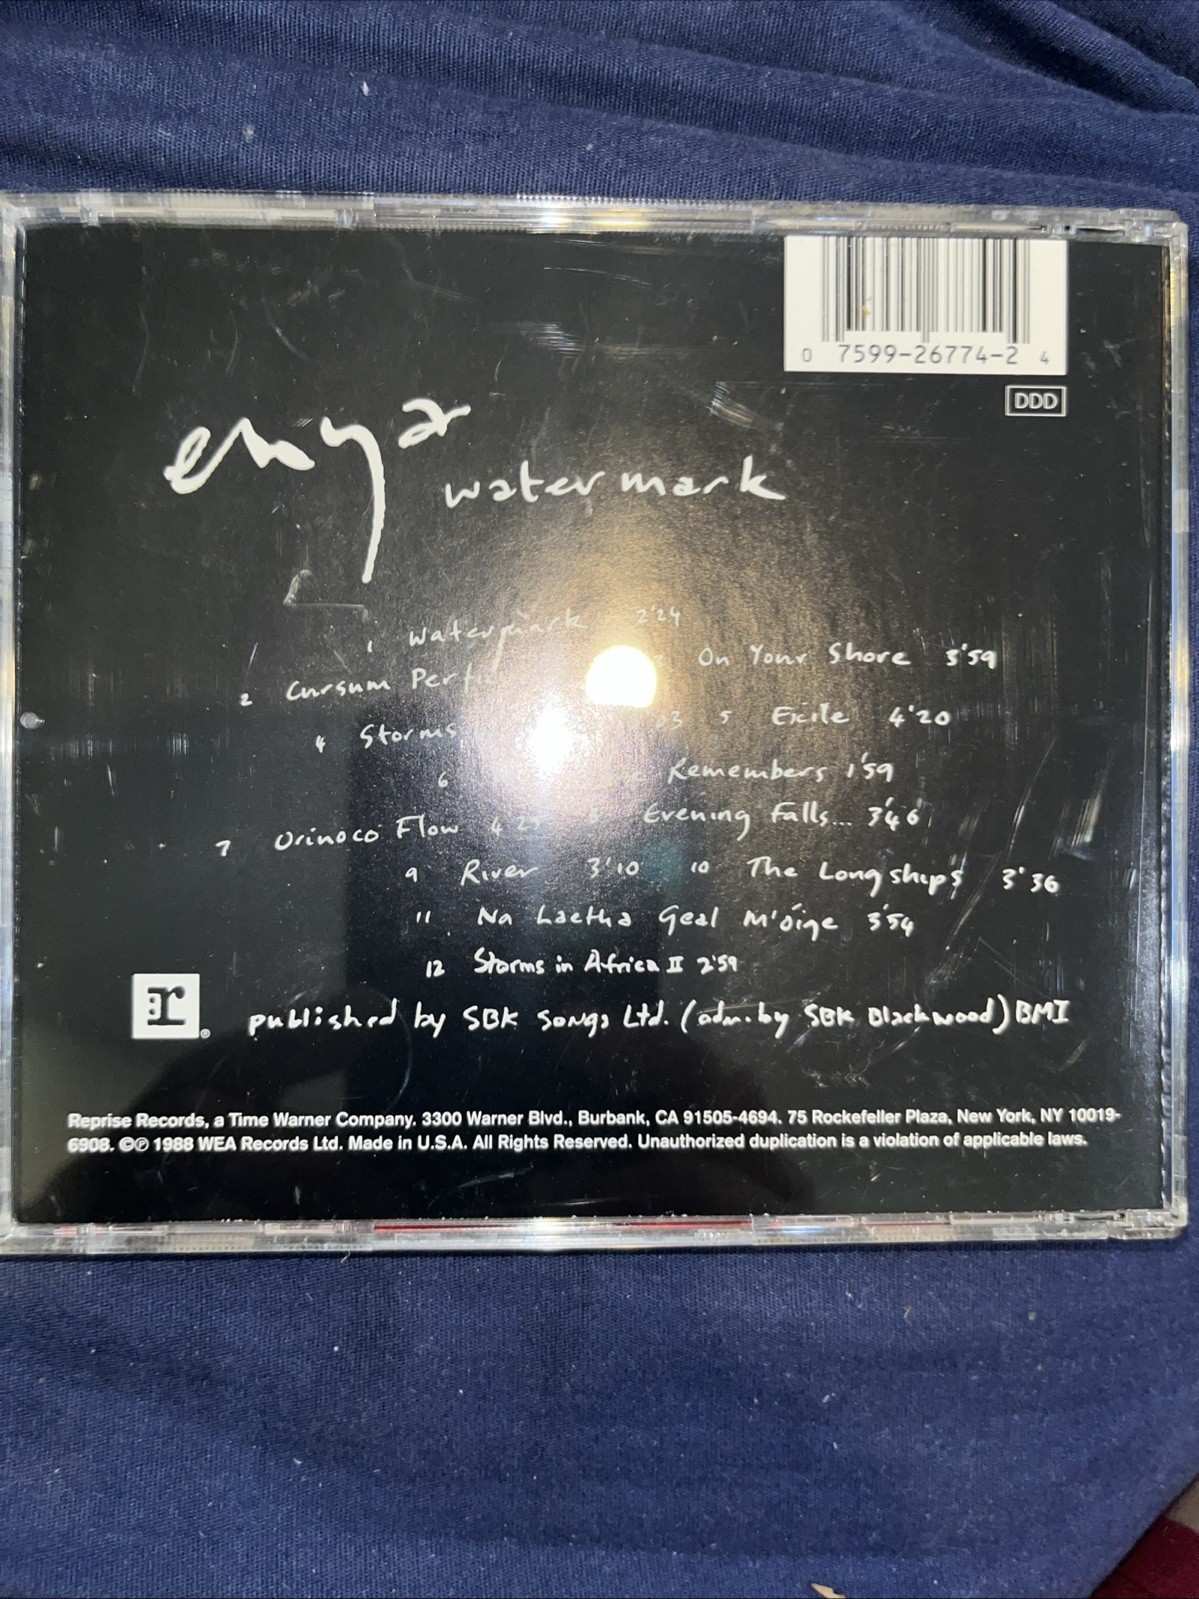 0 7599-26774-2 4
DDD
enya
watermark
1 Watermark 2'24
2 Cursum On Your Shore 3'59
4 Storms 5 Exile 4'20
6 Remembers 1'59
7 Orinoco Flow Evening Falls... 3'46
9 River 3'10 10 The Longships 3'36
11 Na Laetha Geal M'óige 3'54
12 Storms in Africa II 2'59
r ®
published by SBK Songs Ltd. (adm. by SBK Blackwood) BMI
Reprise Records, a Time Warner Company. 3300 Warner Blvd., Burbank, CA 91505-4694. 75 Rockefeller Plaza, New York, NY 10019-
6908. ©℗ 1988 WEA Records Ltd. Made in U.S.A. All Rights Reserved. Unauthorized duplication is a violation of applicable laws.